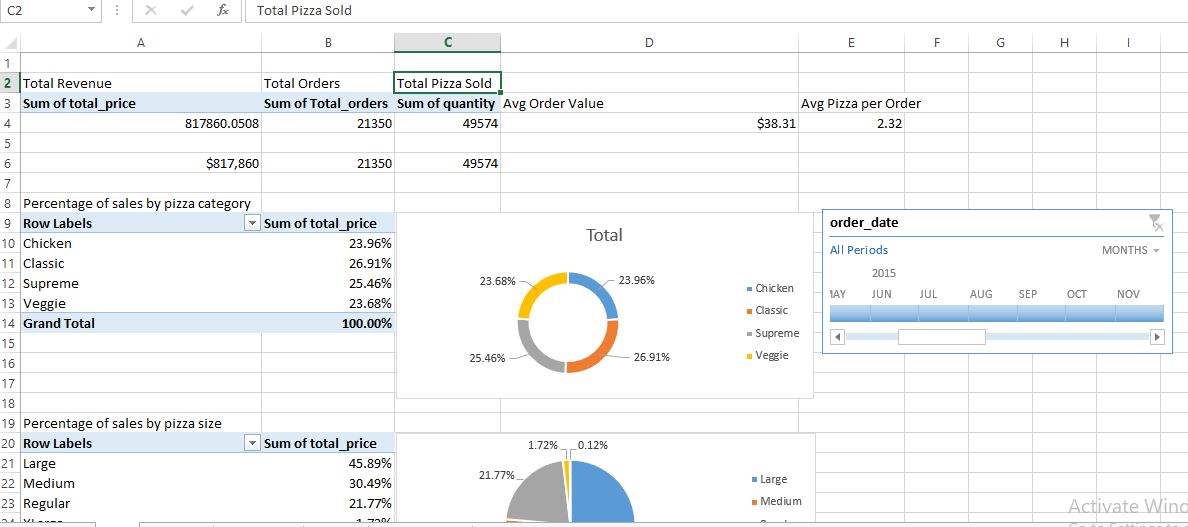 C2 fx Total Pizza Sold
A B C D E F G H I
1
2 Total Revenue Total Orders Total Pizza Sold
3 Sum of total_price Sum of Total_orders Sum of quantity Avg Order Value Avg Pizza per Order
4 817860.0508 21350 49574 $38.31 2.32
5
6 $817,860 21350 49574
7
8 Percentage of sales by pizza category
9 Row Labels Sum of total_price
10 Chicken 23.96%
11 Classic 26.91%
12 Supreme 25.46%
13 Veggie 23.68%
14 Grand Total 100.00%
Total
23.68% 23.96%
25.46% 26.91%
Chicken
Classic
Supreme
Veggie
order_date
All Periods MONTHS
2015
MAY JUN JUL AUG SEP OCT NOV
15
16
17
18
19 Percentage of sales by pizza size
20 Row Labels Sum of total_price
21 Large 45.89%
22 Medium 30.49%
23 Regular 21.77%
24 XLarge 1.72%
1.72% 0.12%
21.77%
Large
Medium
Activate Wind